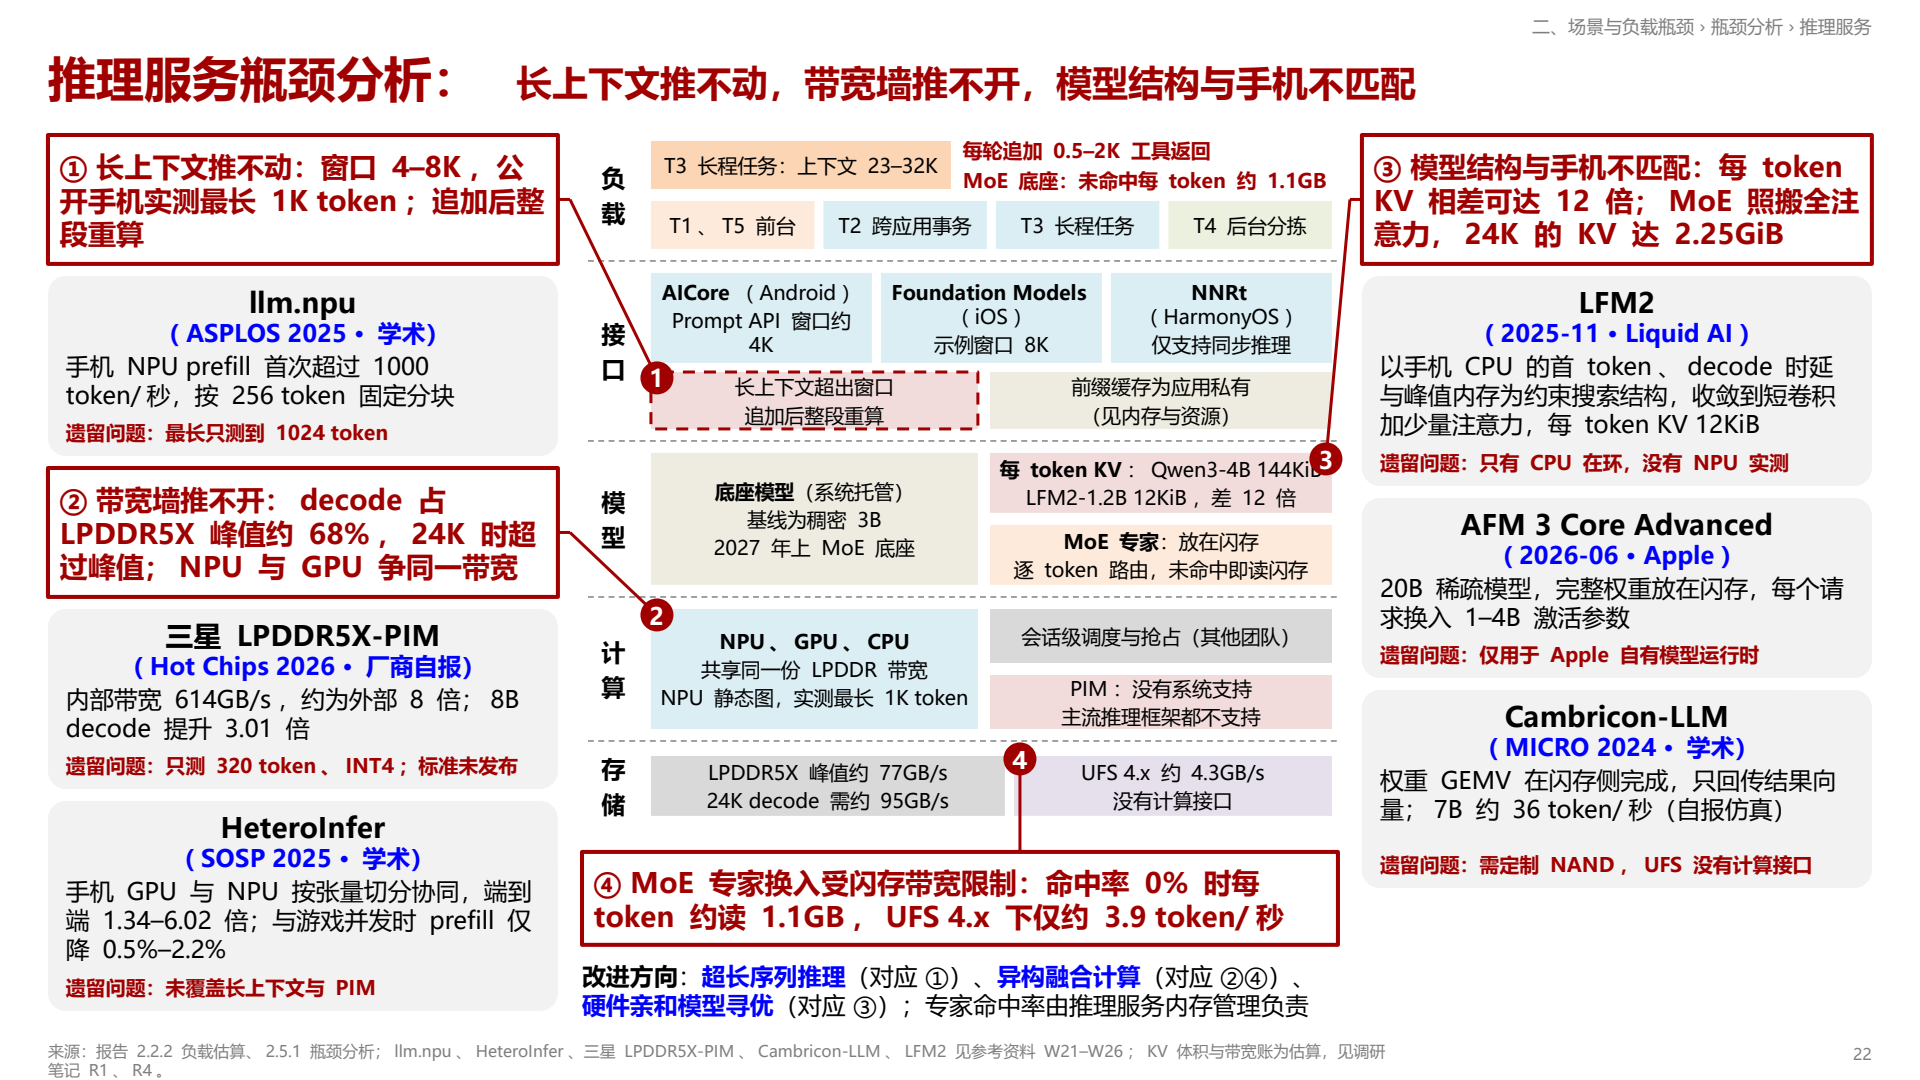 二、场景与负载瓶颈 › 瓶颈分析 › 推理服务
推理服务瓶颈分析： 长上下文推不动，带宽墙推不开，模型结构与手机不匹配
① 长上下文推不动：窗口 4–8K，公
开手机实测最长 1K token；追加后整
段重算
llm.npu
（ASPLOS 2025 • 学术）
手机 NPU prefill 首次超过 1000
token/秒，按 256 token 固定分块
遗留问题：最长只测到 1024 token
② 带宽墙推不开： decode 占
LPDDR5X 峰值约 68%，24K 时超
过峰值； NPU 与 GPU 争同一带宽
三星 LPDDR5X-PIM
（Hot Chips 2026 • 厂商自报）
内部带宽 614GB/s，约为外部 8 倍； 8B
decode 提升 3.01 倍
遗留问题：只测 320 token、INT4；标准未发布
HeteroInfer
（SOSP 2025 • 学术）
手机 GPU 与 NPU 按张量切分协同，端到
端 1.34–6.02 倍；与游戏并发时 prefill 仅
降 0.5%–2.2%
遗留问题：未覆盖长上下文与 PIM
负
载
T3 长程任务：上下文 23–32K
每轮追加 0.5–2K 工具返回
MoE 底座：未命中每 token 约 1.1GB
T1、T5 前台
T2 跨应用事务
T3 长程任务
T4 后台分拣
接
口
AICore （Android）
Prompt API 窗口约
4K
Foundation Models
（iOS）
示例窗口 8K
NNRt
（HarmonyOS）
仅支持同步推理
1
长上下文超出窗口
追加后整段重算
前缀缓存为应用私有
（见内存与资源）
模
型
底座模型（系统托管）
基线为稠密 3B
2027 年上 MoE 底座
每 token KV： Qwen3-4B 144KiB
LFM2-1.2B 12KiB，差 12 倍
3
MoE 专家：放在闪存
逐 token 路由，未命中即读闪存
计
算
2
NPU、GPU、CPU
共享同一份 LPDDR 带宽
NPU 静态图，实测最长 1K token
会话级调度与抢占（其他团队）
PIM：没有系统支持
主流推理框架都不支持
存
储
LPDDR5X 峰值约 77GB/s
24K decode 需约 95GB/s
4
UFS 4.x 约 4.3GB/s
没有计算接口
④ MoE 专家换入受闪存带宽限制：命中率 0% 时每
token 约读 1.1GB， UFS 4.x 下仅约 3.9 token/秒
改进方向：超长序列推理（对应 ①）、异构融合计算（对应 ②④）、
硬件亲和模型寻优（对应 ③）；专家命中率由推理服务内存管理负责
③ 模型结构与手机不匹配：每 token
KV 相差可达 12 倍； MoE 照搬全注
意力， 24K 的 KV 达 2.25GiB
LFM2
（2025-11 • Liquid AI）
以手机 CPU 的首 token、decode 时延
与峰值内存为约束搜索结构，收敛到短卷积
加少量注意力，每 token KV 12KiB
遗留问题：只有 CPU 在环，没有 NPU 实测
AFM 3 Core Advanced
（2026-06 • Apple）
20B 稀疏模型，完整权重放在闪存，每个请
求换入 1–4B 激活参数
遗留问题：仅用于 Apple 自有模型运行时
Cambricon-LLM
（MICRO 2024 • 学术）
权重 GEMV 在闪存侧完成，只回传结果向
量； 7B 约 36 token/秒（自报仿真）
遗留问题：需定制 NAND， UFS 没有计算接口
来源：报告 2.2.2 负载估算、2.5.1 瓶颈分析； llm.npu、HeteroInfer、三星 LPDDR5X-PIM、Cambricon-LLM、LFM2 见参考资料 W21–W26； KV 体积与带宽账为估算，见调研
笔记 R1、R4。
22